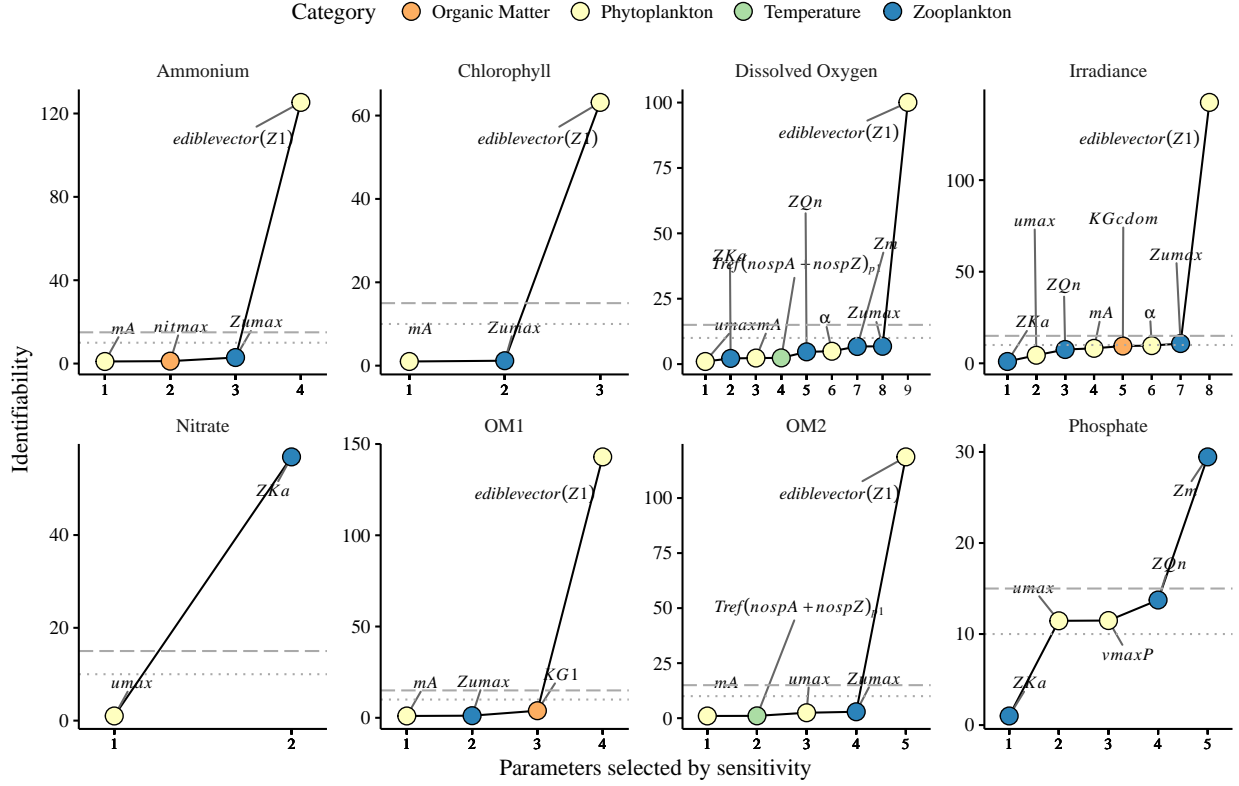 Category Organic Matter Phytoplankton Temperature Zooplankton
Ammonium
120
80
40
0
ediblevector(Z1)
mA
nitmax
Zumax
1 2 3 4
Chlorophyll
60
40
20
0
ediblevector(Z1)
mA
Zumax
1 2 3
Dissolved Oxygen
100
75
50
25
0
ediblevector(Z1)
ZQn
Zm
ZKa
Tref(nospA + nospZ)p1
umax
mA
α
Zumax
1 2 3 4 5 6 7 8 9
Irradiance
100
50
0
ediblevector(Z1)
umax
KGcdom
Zumax
ZQn
ZKa
mA
α
1 2 3 4 5 6 7 8
Identifiability
Nitrate
40
20
0
ZKa
umax
1 2
OM1
150
100
50
0
ediblevector(Z1)
mA
Zumax
KG1
1 2 3 4
OM2
100
75
50
25
0
ediblevector(Z1)
Tref(nospA + nospZ)p1
mA
umax
Zumax
1 2 3 4 5
Phosphate
30
20
10
0
Zm
ZQn
umax
vmaxP
ZKa
1 2 3 4 5
Parameters selected by sensitivity